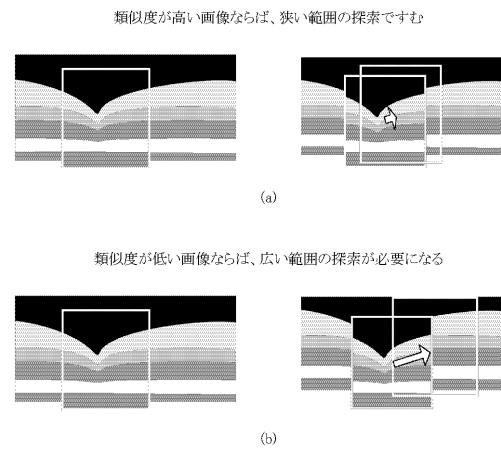 類似度が高い画像ならば、狭い範囲の探索ですむ
(a)
類似度が低い画像ならば、広い範囲の探索が必要になる
(b)